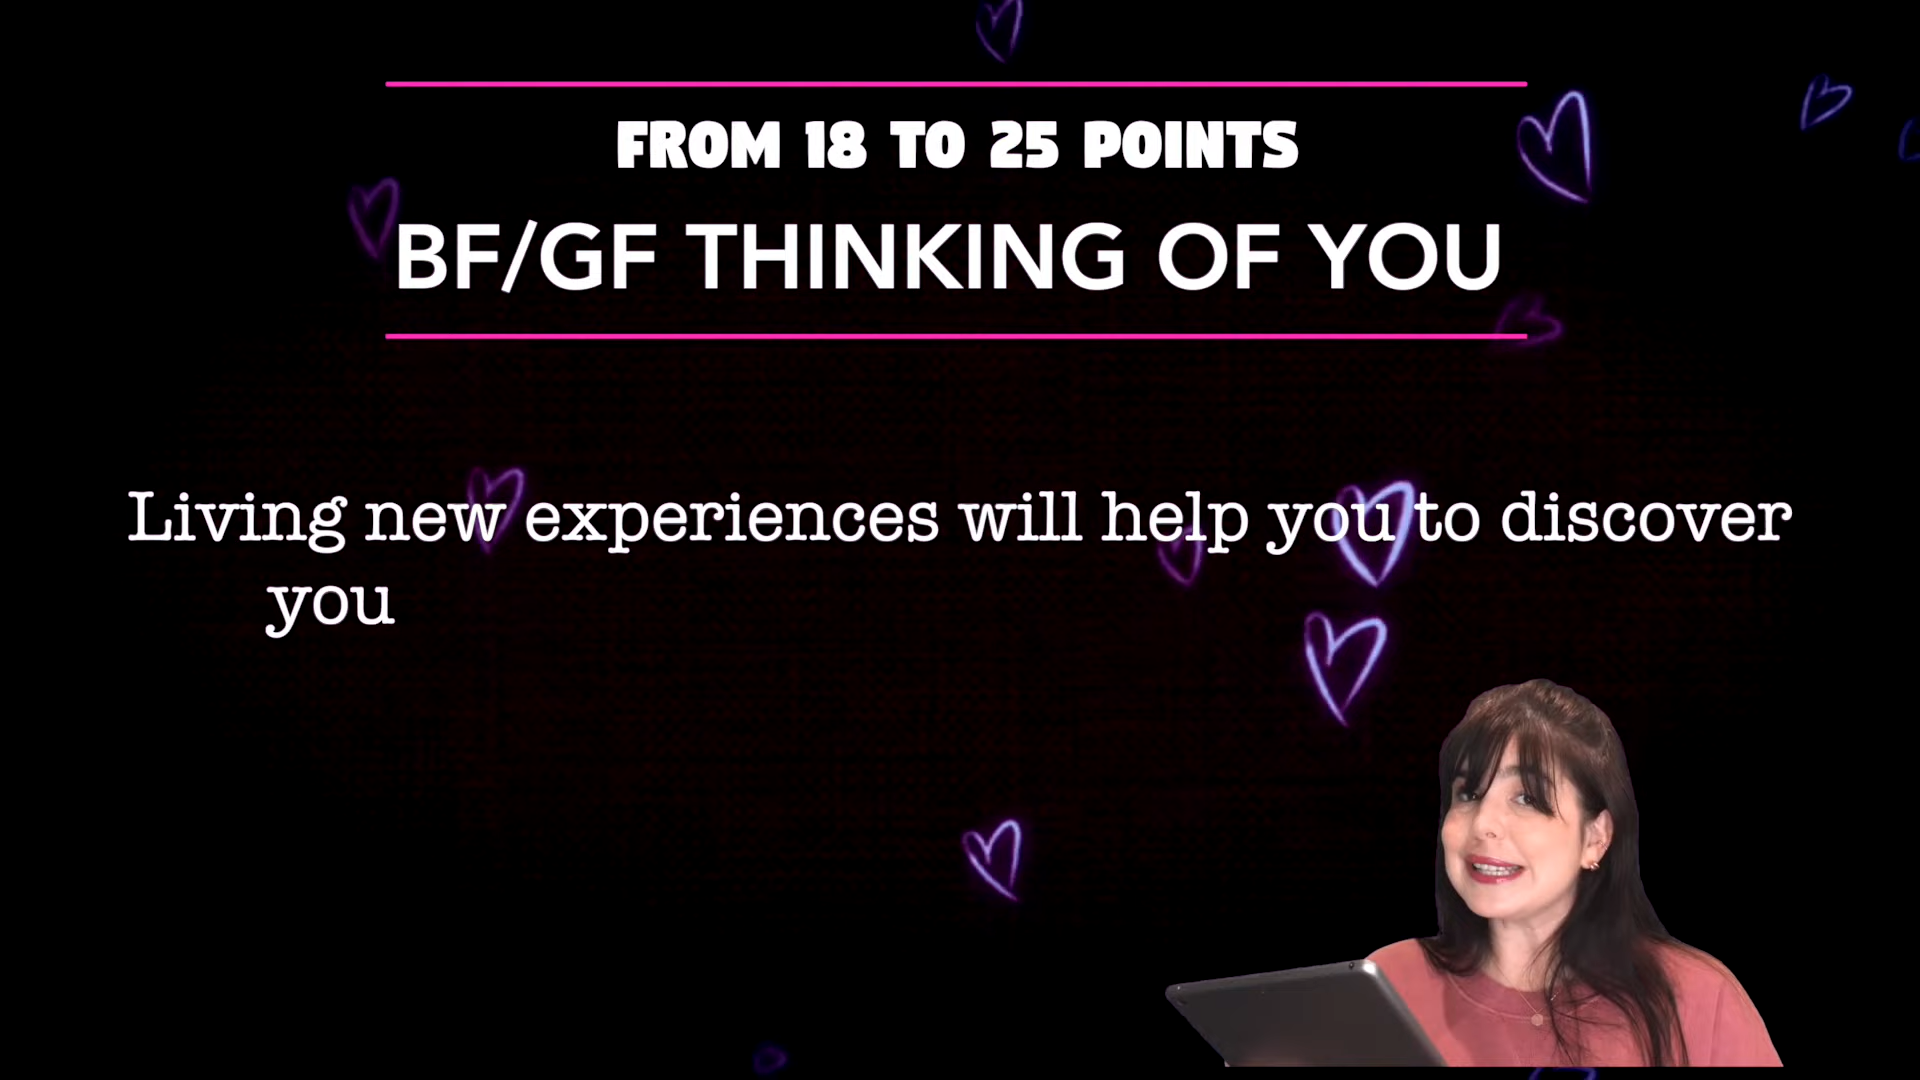 FROM 18 TO 25 POINTS
BF/GF THINKING OF YOU
Living new experiences will help you to discover
you